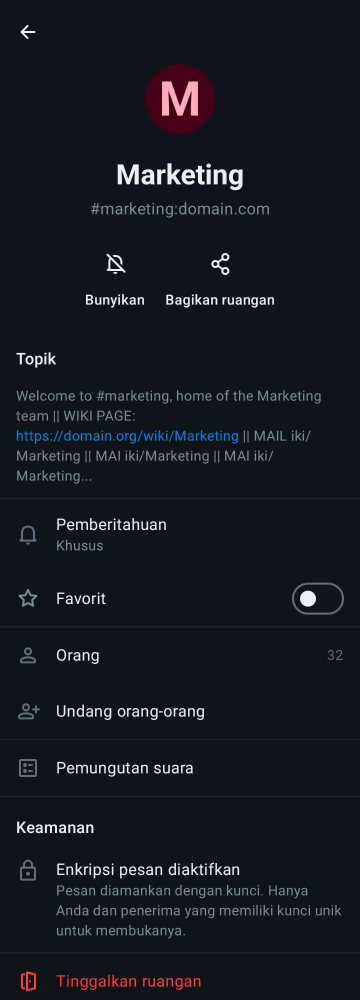 M
Marketing
#marketing:domain.com
Bunyikan
Bagikan ruangan
Topik
Welcome to #marketing, home of the Marketing
team || WIKI PAGE:
https://domain.org/wiki/Marketing || MAIL iki/
Marketing || MAI iki/Marketing || MAI iki/
Marketing...
Pemberitahuan
Khusus
Favorit
Orang 32
Undang orang-orang
Pemungutan suara
Keamanan
Enkripsi pesan diaktifkan
Pesan diamankan dengan kunci. Hanya
Anda dan penerima yang memiliki kunci unik
untuk membukanya.
Tinggalkan ruangan